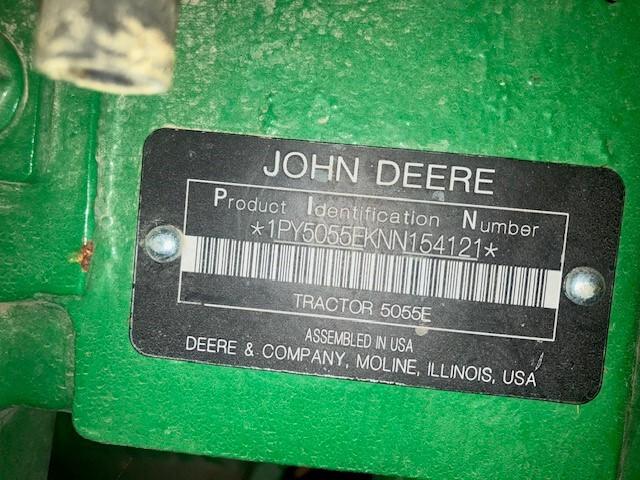 JOHN DEERE
Product Identification Number
*1PY5055EKNN154121*
TRACTOR 5055E
ASSEMBLED IN USA
DEERE & COMPANY, MOLINE, ILLINOIS, USA